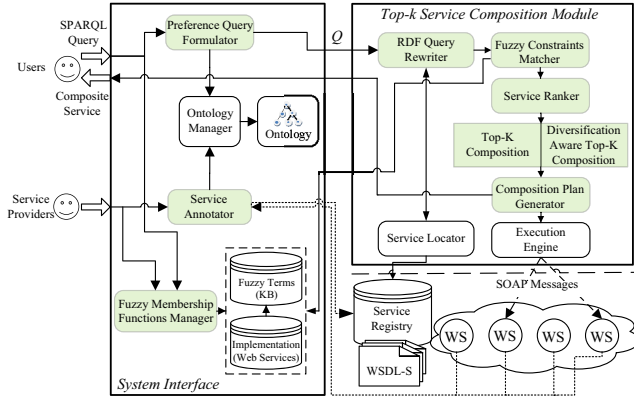 SPARQL
Query
Users
Composite
Service
Service
Providers
Preference Query
Formulator
Ontology
Manager
Ontology
Service
Annotator
Fuzzy Membership
Functions Manager
Fuzzy Terms
(KB)
Implementation
(Web Services)
System Interface
Q
Top-k Service Composition Module
RDF Query
Rewriter
Fuzzy Constraints
Matcher
Service Ranker
Top-K
Composition
Diversification
Aware Top-K
Composition
Composition Plan
Generator
Service Locator
Execution
Engine
SOAP Messages
Service
Registry
WSDL-S
WS
WS
WS
WS